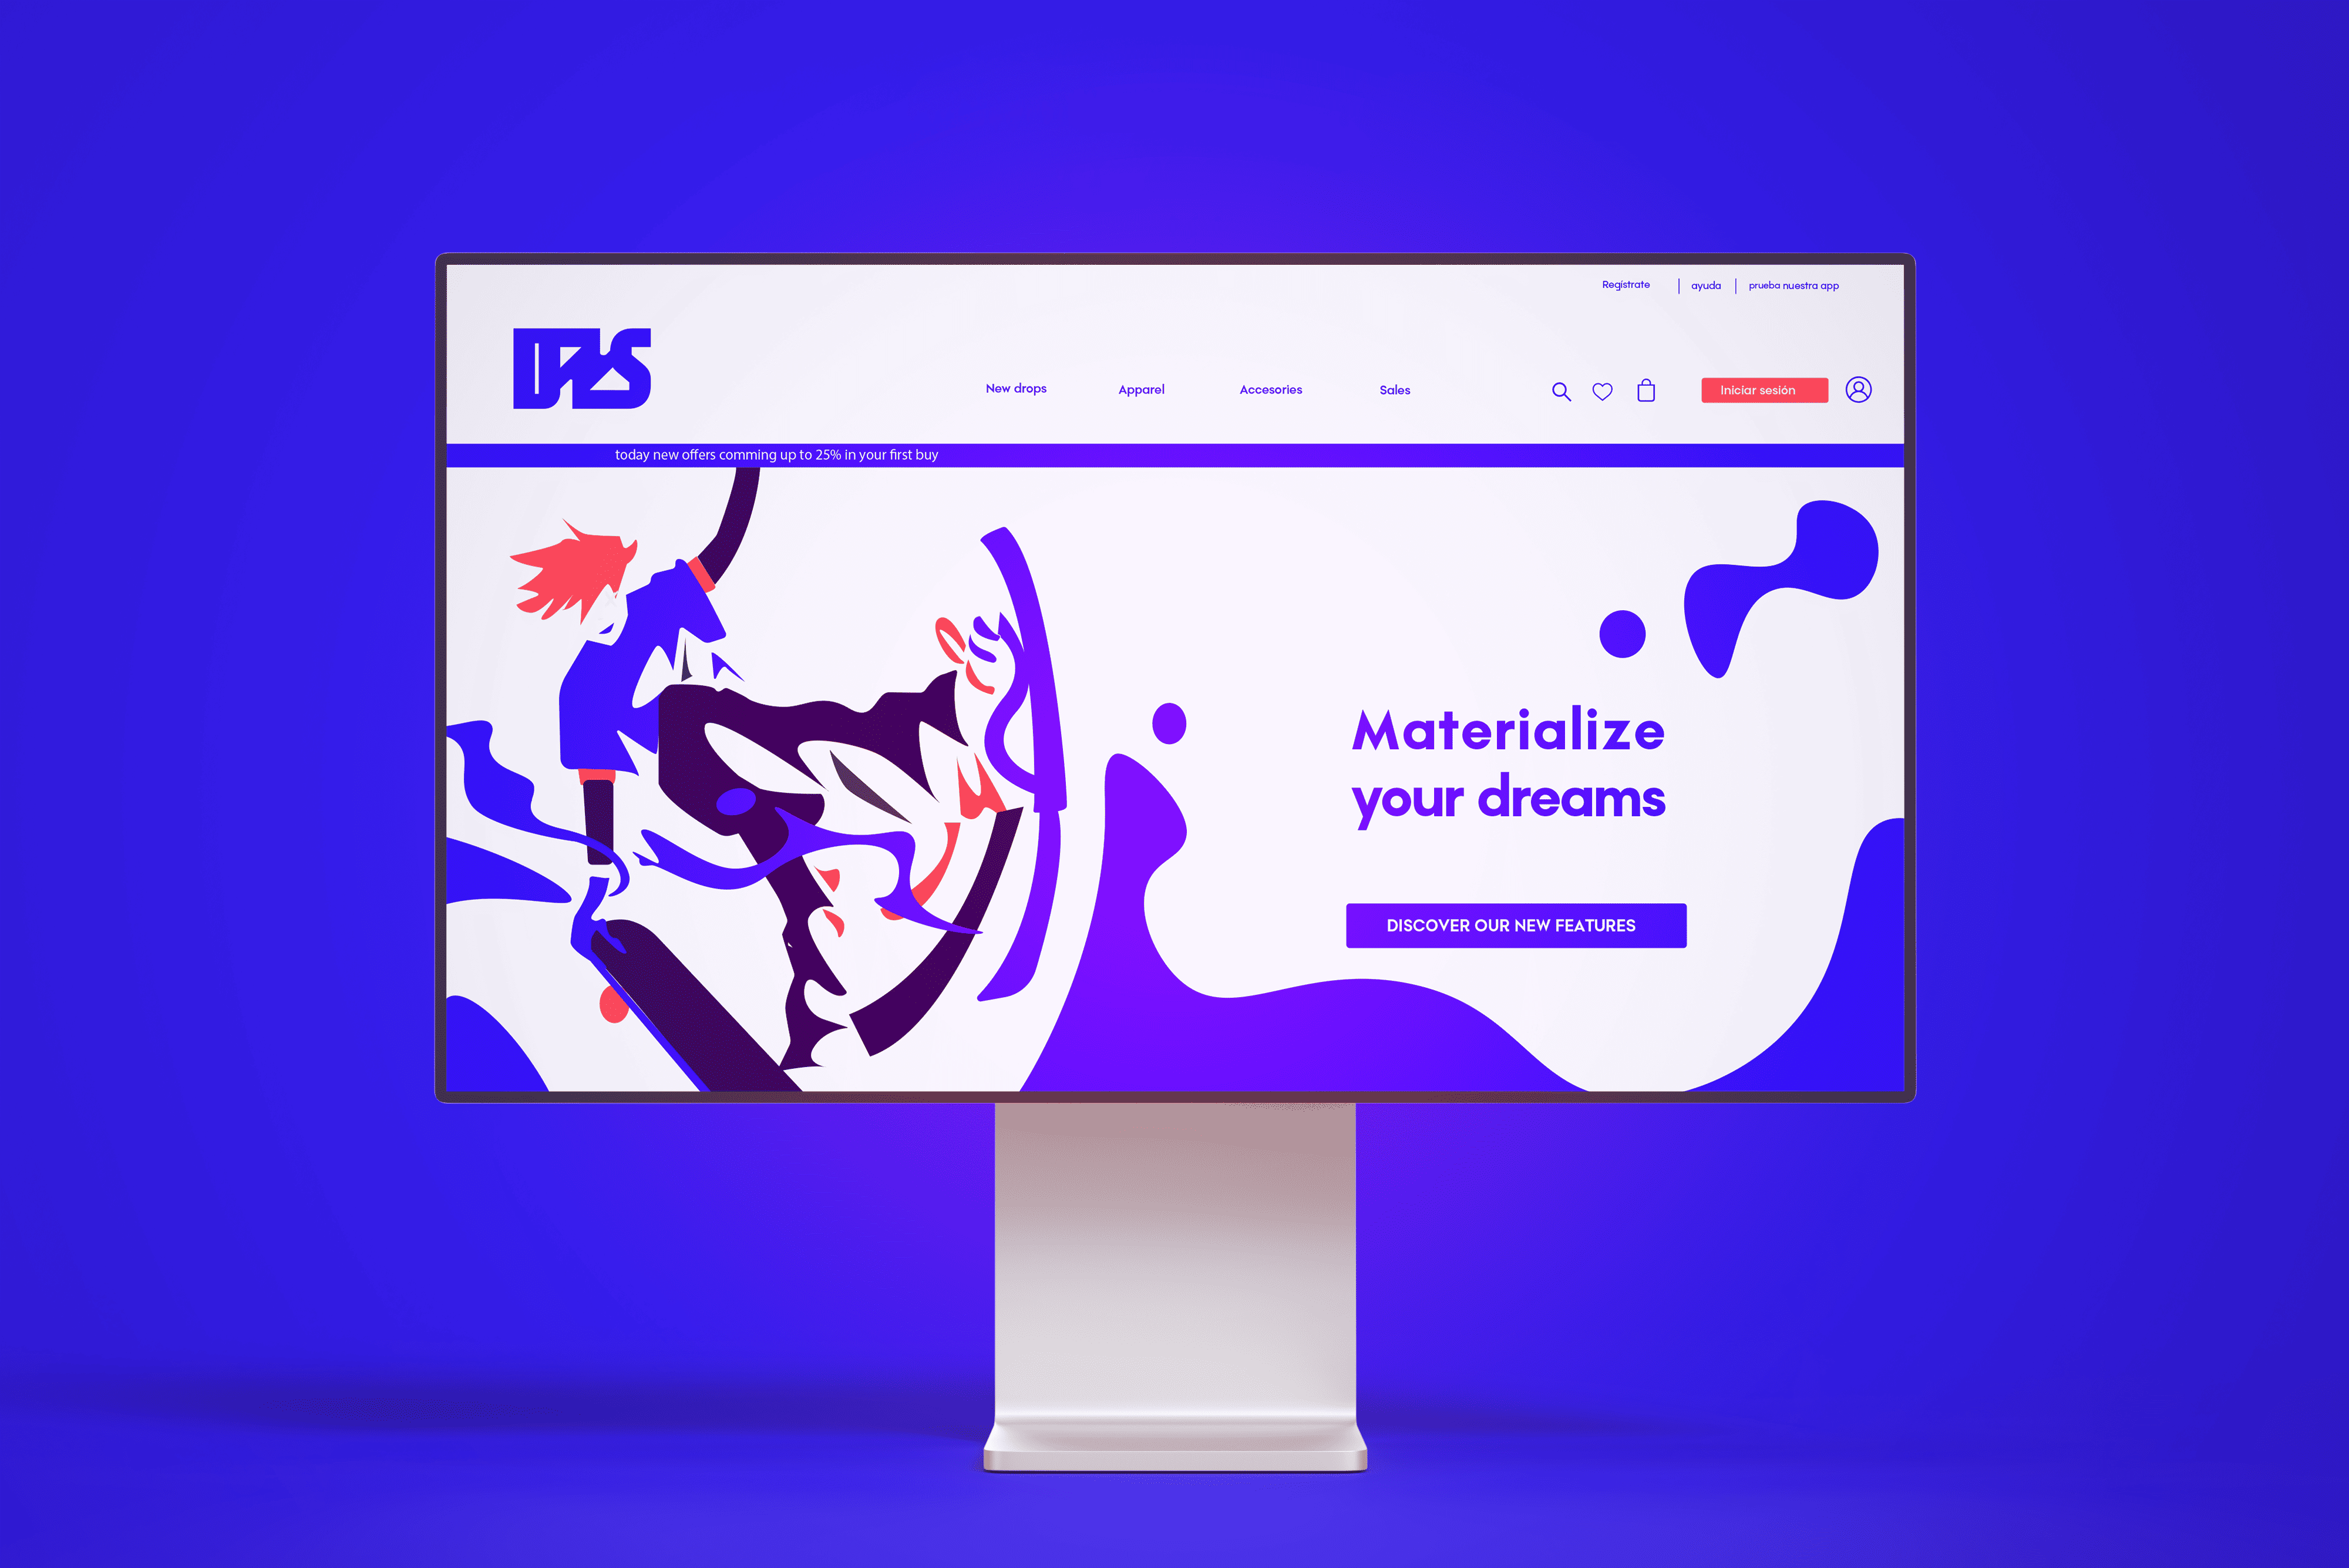 Regístrate
ayuda
prueba nuestra app
New drops
Apparel
Accesories
Sales
Iniciar sesión
today new offers comming up to 25% in your first buy
Materialize
your dreams
DISCOVER OUR NEW FEATURES